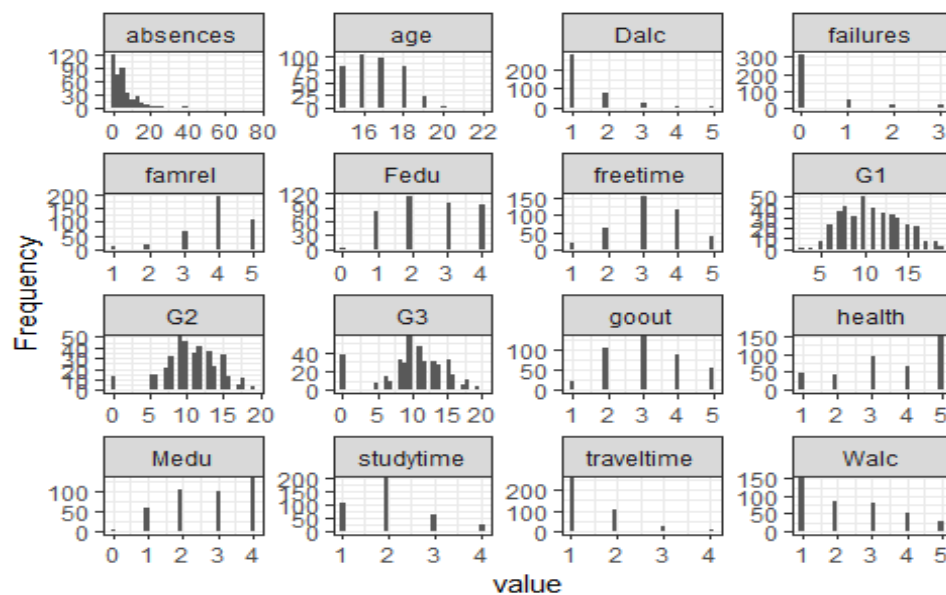 absences age Dalc failures
120 90 60 30 0
100 75 50 25 0
200 100 0
300 200 100 0
0 20 40 60 80
16 18 20 22
1 2 3 4 5
0 1 2 3
famrel Fedu freetime G1
200 150 100 50 0
120 90 60 30 0
150 100 50 0
50 40 30 20 10 0
1 2 3 4 5
0 1 2 3 4
1 2 3 4 5
5 10 15
Frequency
G2 G3 goout health
50 40 30 20 10 0
40 20 0
100 50 0
150 100 50 0
0 5 10 15 20
0 5 10 15 20
1 2 3 4 5
1 2 3 4 5
Medu studytime traveltime Walc
100 50 0
200 150 100 50 0
200 100 0
150 100 50 0
0 1 2 3 4
1 2 3 4
1 2 3 4
1 2 3 4 5
value